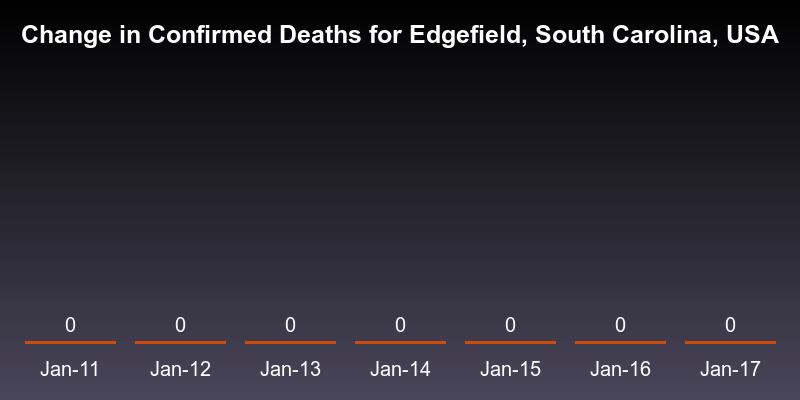 Change in Confirmed Deaths for Edgefield, South Carolina, USA
0 0 0 0 0 0 0
Jan-11 Jan-12 Jan-13 Jan-14 Jan-15 Jan-16 Jan-17